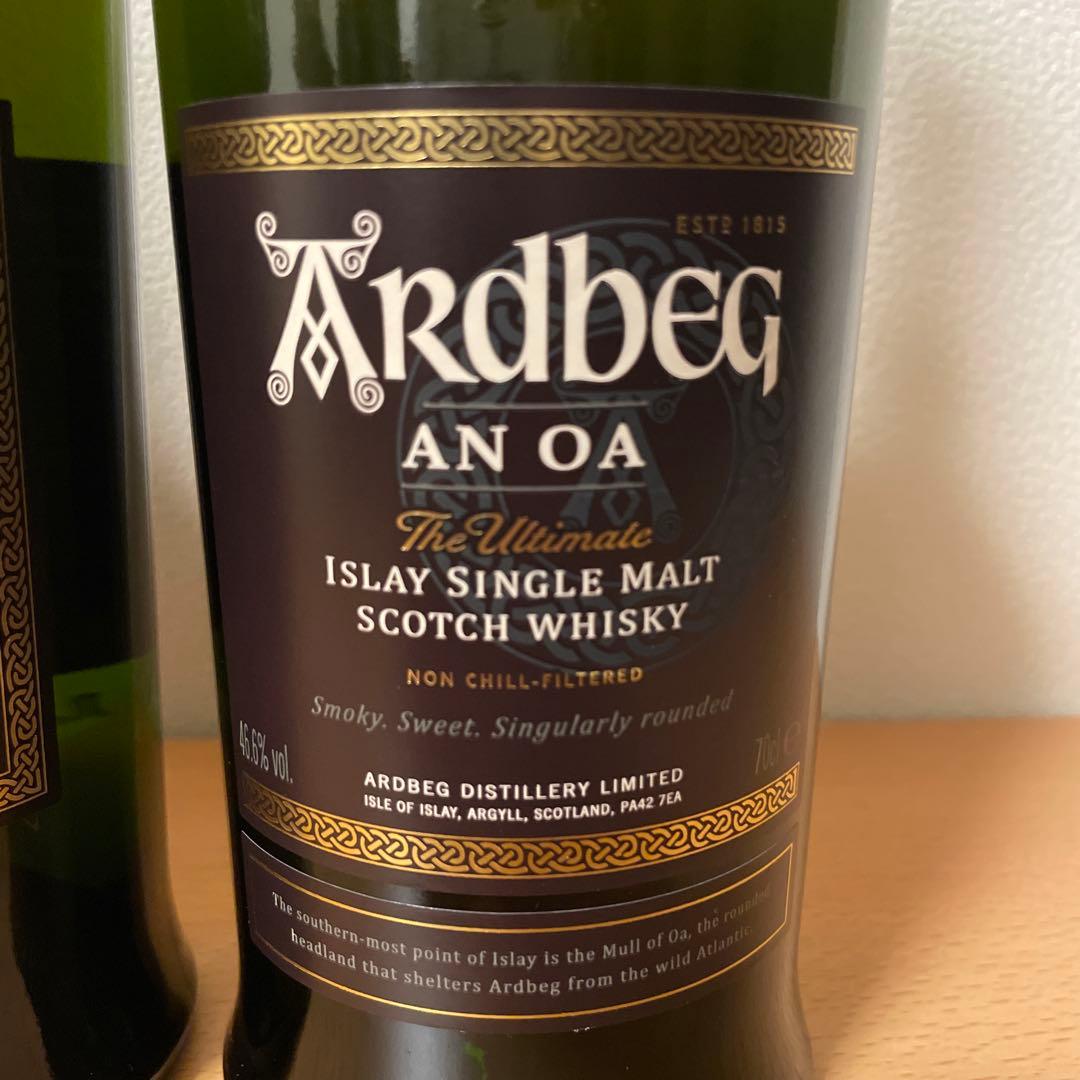 ESTD 1815
ARDBEG
AN OA
The Ultimate
ISLAY SINGLE MALT
SCOTCH WHISKY
NON CHILL-FILTERED
Smoky. Sweet. Singularly rounded
46.6% vol.
70cl e
ARDBEG DISTILLERY LIMITED
ISLE OF ISLAY, ARGYLL, SCOTLAND, PA42 7EA
The southern-most point of Islay is the Mull of Oa, the rounded
headland that shelters Ardbeg from the wild Atlantic.